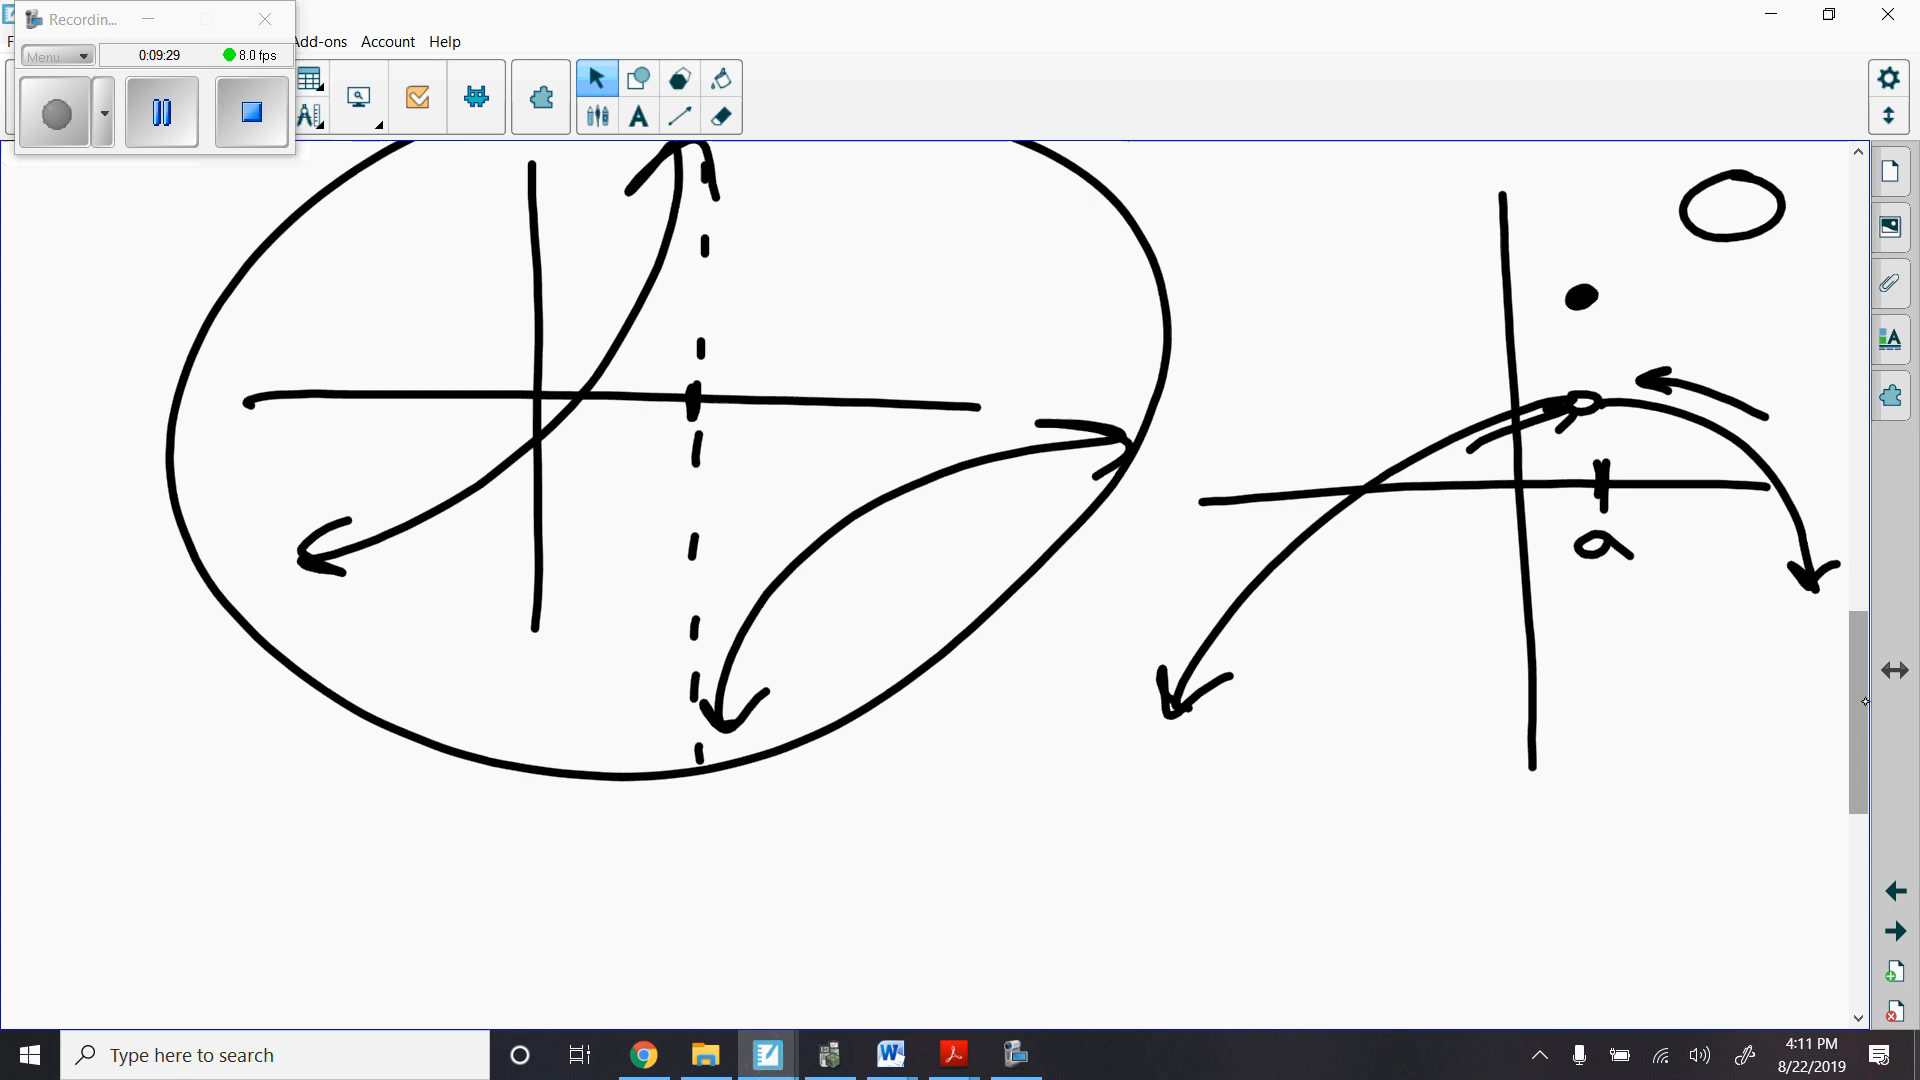 Recordin...
Menu
0:09:29
8.0 fps
Add-ons Account Help
a
Type here to search
4:11 PM
8/22/2019